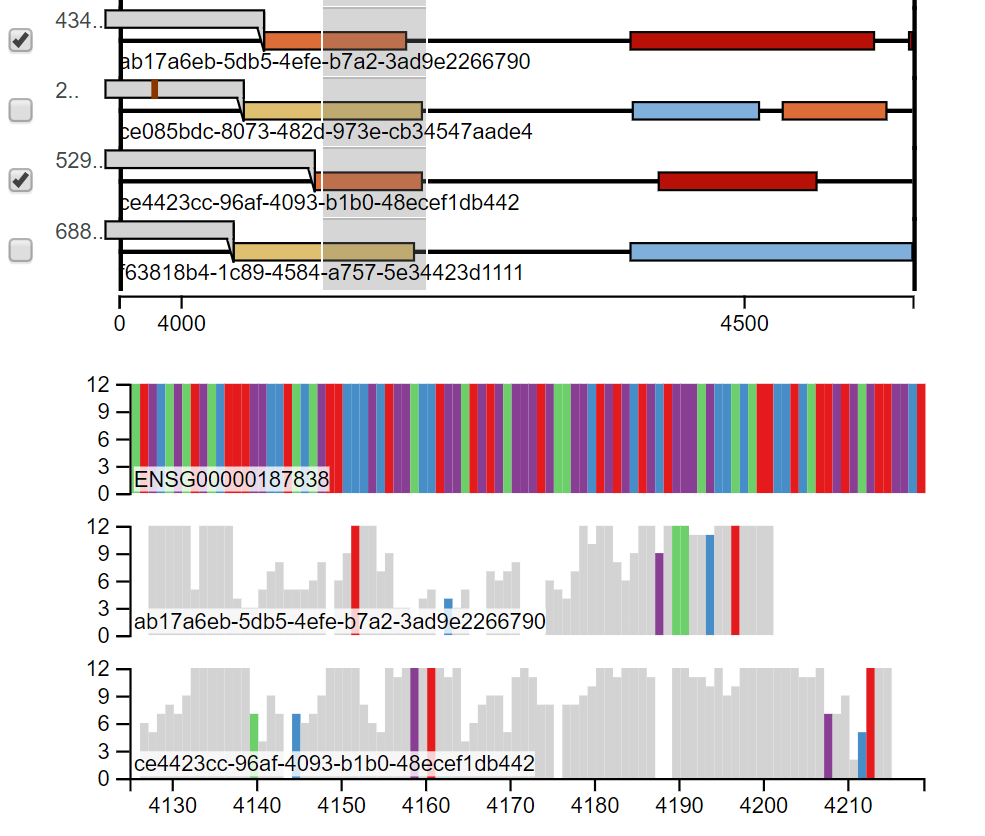 434..
ab17a6eb-5db5-4efe-b7a2-3ad9e2266790
2..
ce085bdc-8073-482d-973e-cb34547aade4
529..
ce4423cc-96af-4093-b1b0-48ecef1db442
688..
f63818b4-1c89-4584-a757-5e34423d1111
0 4000 4500
12
9
6
3
0
ENSG00000187838
12
9
6
3
0
ab17a6eb-5db5-4efe-b7a2-3ad9e2266790
12
9
6
3
0
ce4423cc-96af-4093-b1b0-48ecef1db442
4130 4140 4150 4160 4170 4180 4190 4200 4210